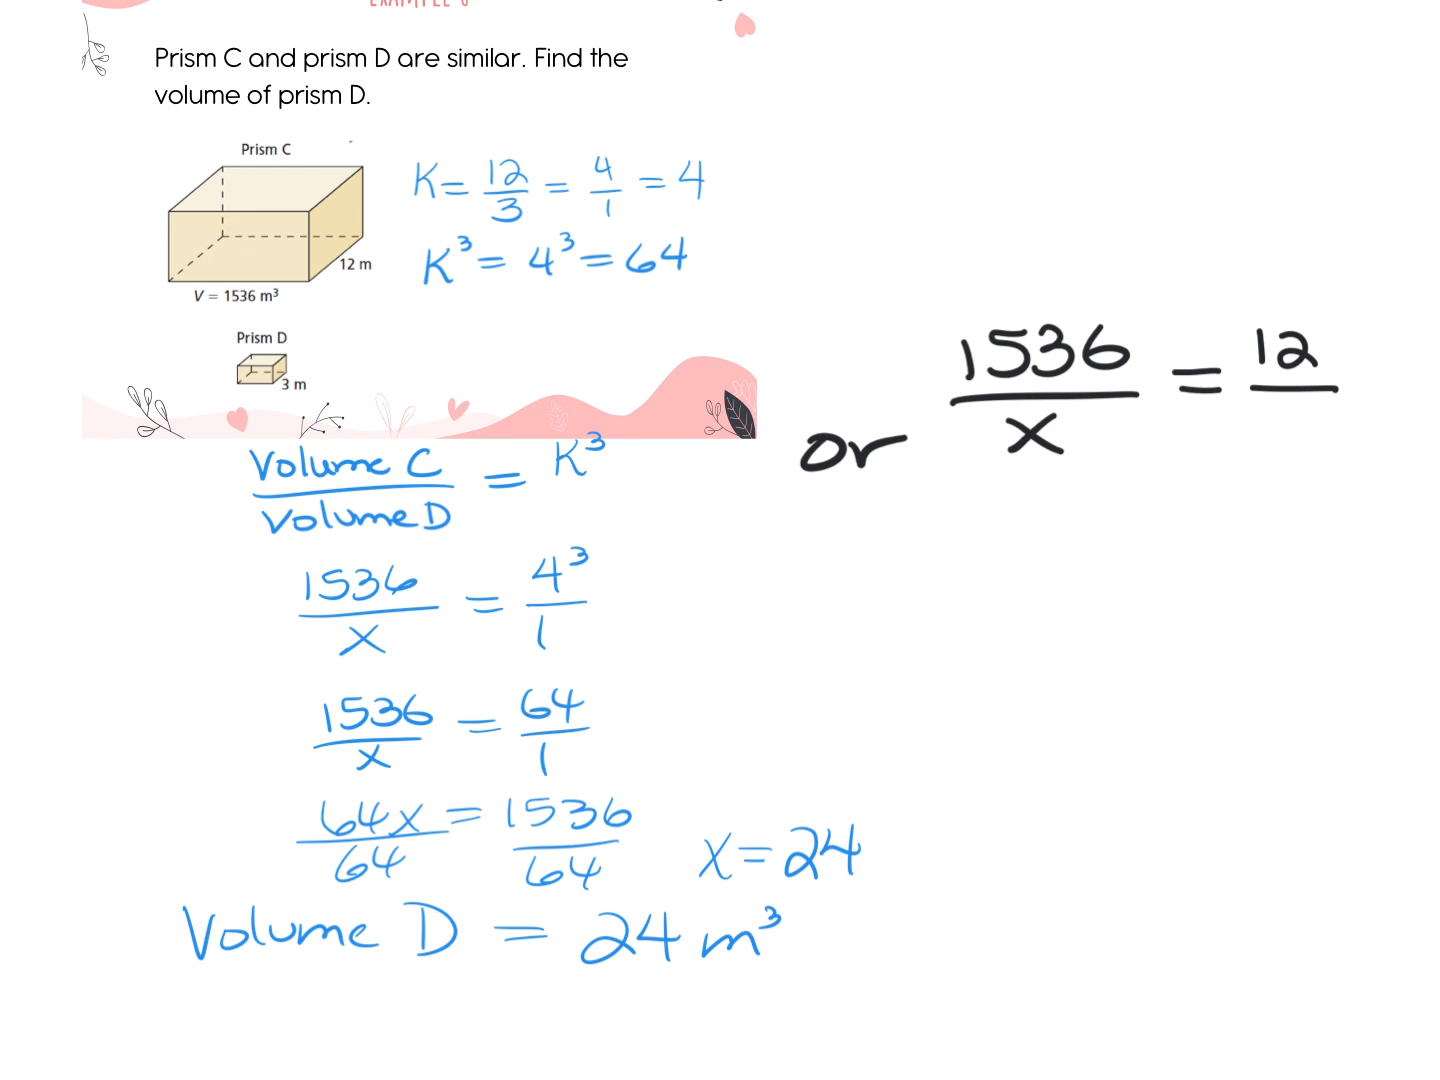 EXAMPLE 6
Prism C and prism D are similar. Find the
volume of prism D.
Prism C
12 m
V = 1536 m³
K = 12/3 = 4/1 = 4
K³ = 4³ = 64
Prism D
3 m
Volume C / Volume D = K³
1536/x = 4³/1
1536/x = 64/1
64x/64 = 1536/64
x = 24
Volume D = 24 m³
or 1536/x = 12/